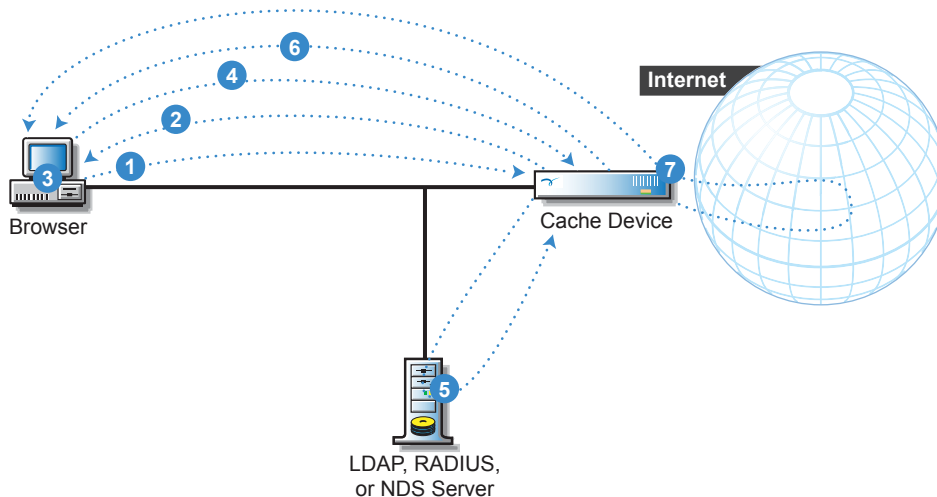 6
4
Internet
2
1
7
3
Browser
Cache Device
5
LDAP, RADIUS,
or NDS Server